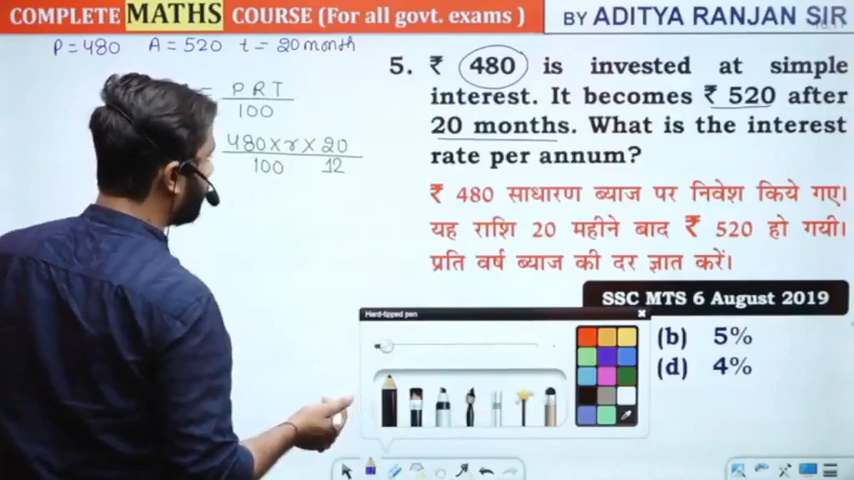 COMPLETE MATHS COURSE (For all govt. exams)
BY ADITYA RANJAN SIR
P = 480 A = 520 t = 20 month
= PRT
100
480 × r × 20
100 12
5. ₹ 480 is invested at simple
interest. It becomes ₹ 520 after
20 months. What is the interest
rate per annum?
₹ 480 साधारण ब्याज पर निवेश किये गए।
यह राशि 20 महीने बाद ₹ 520 हो गयी।
प्रति वर्ष ब्याज की दर ज्ञात करें।
SSC MTS 6 August 2019
Hard-tipped pen
(b) 5%
(d) 4%